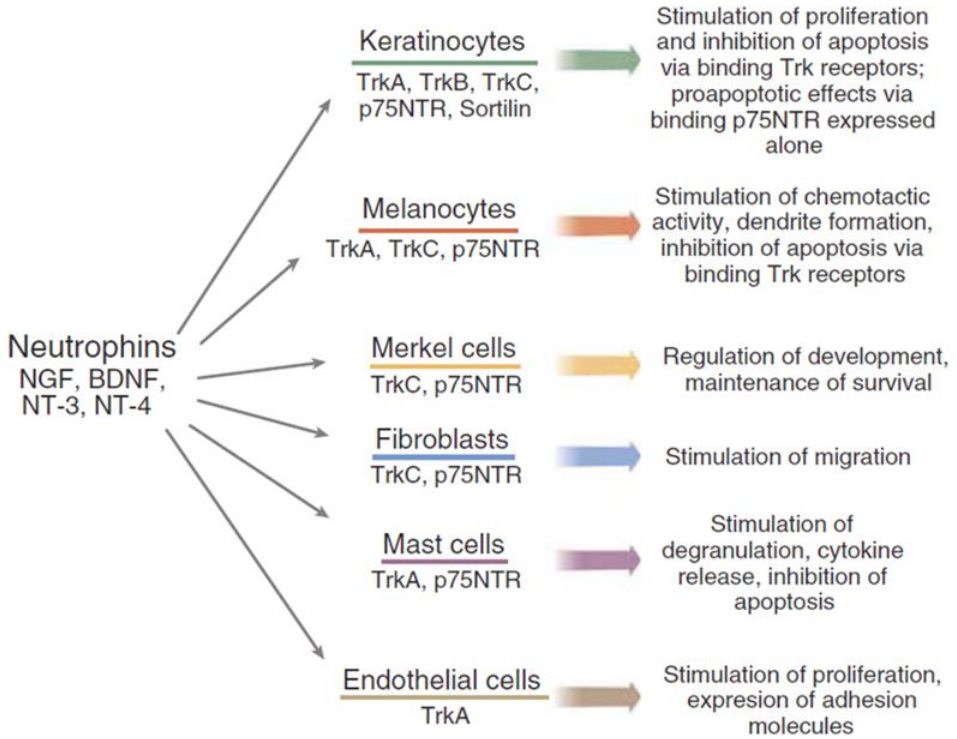 Neutrophins
NGF, BDNF,
NT-3, NT-4
Keratinocytes
TrkA, TrkB, TrkC,
p75NTR, Sortilin
Stimulation of proliferation
and inhibition of apoptosis
via binding Trk receptors;
proapoptotic effects via
binding p75NTR expressed
alone
Melanocytes
TrkA, TrkC, p75NTR
Stimulation of chemotactic
activity, dendrite formation,
inhibition of apoptosis via
binding Trk receptors
Merkel cells
TrkC, p75NTR
Regulation of development,
maintenance of survival
Fibroblasts
TrkC, p75NTR
Stimulation of migration
Mast cells
TrkA, p75NTR
Stimulation of
degranulation, cytokine
release, inhibition of
apoptosis
Endothelial cells
TrkA
Stimulation of proliferation,
expresion of adhesion
molecules